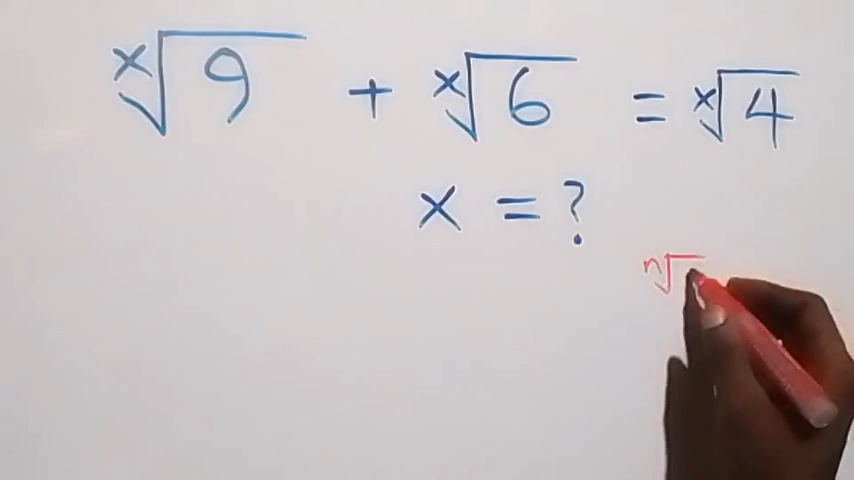 ˣ√9 + ˣ√6 = ˣ√4
x = ?
ⁿ√